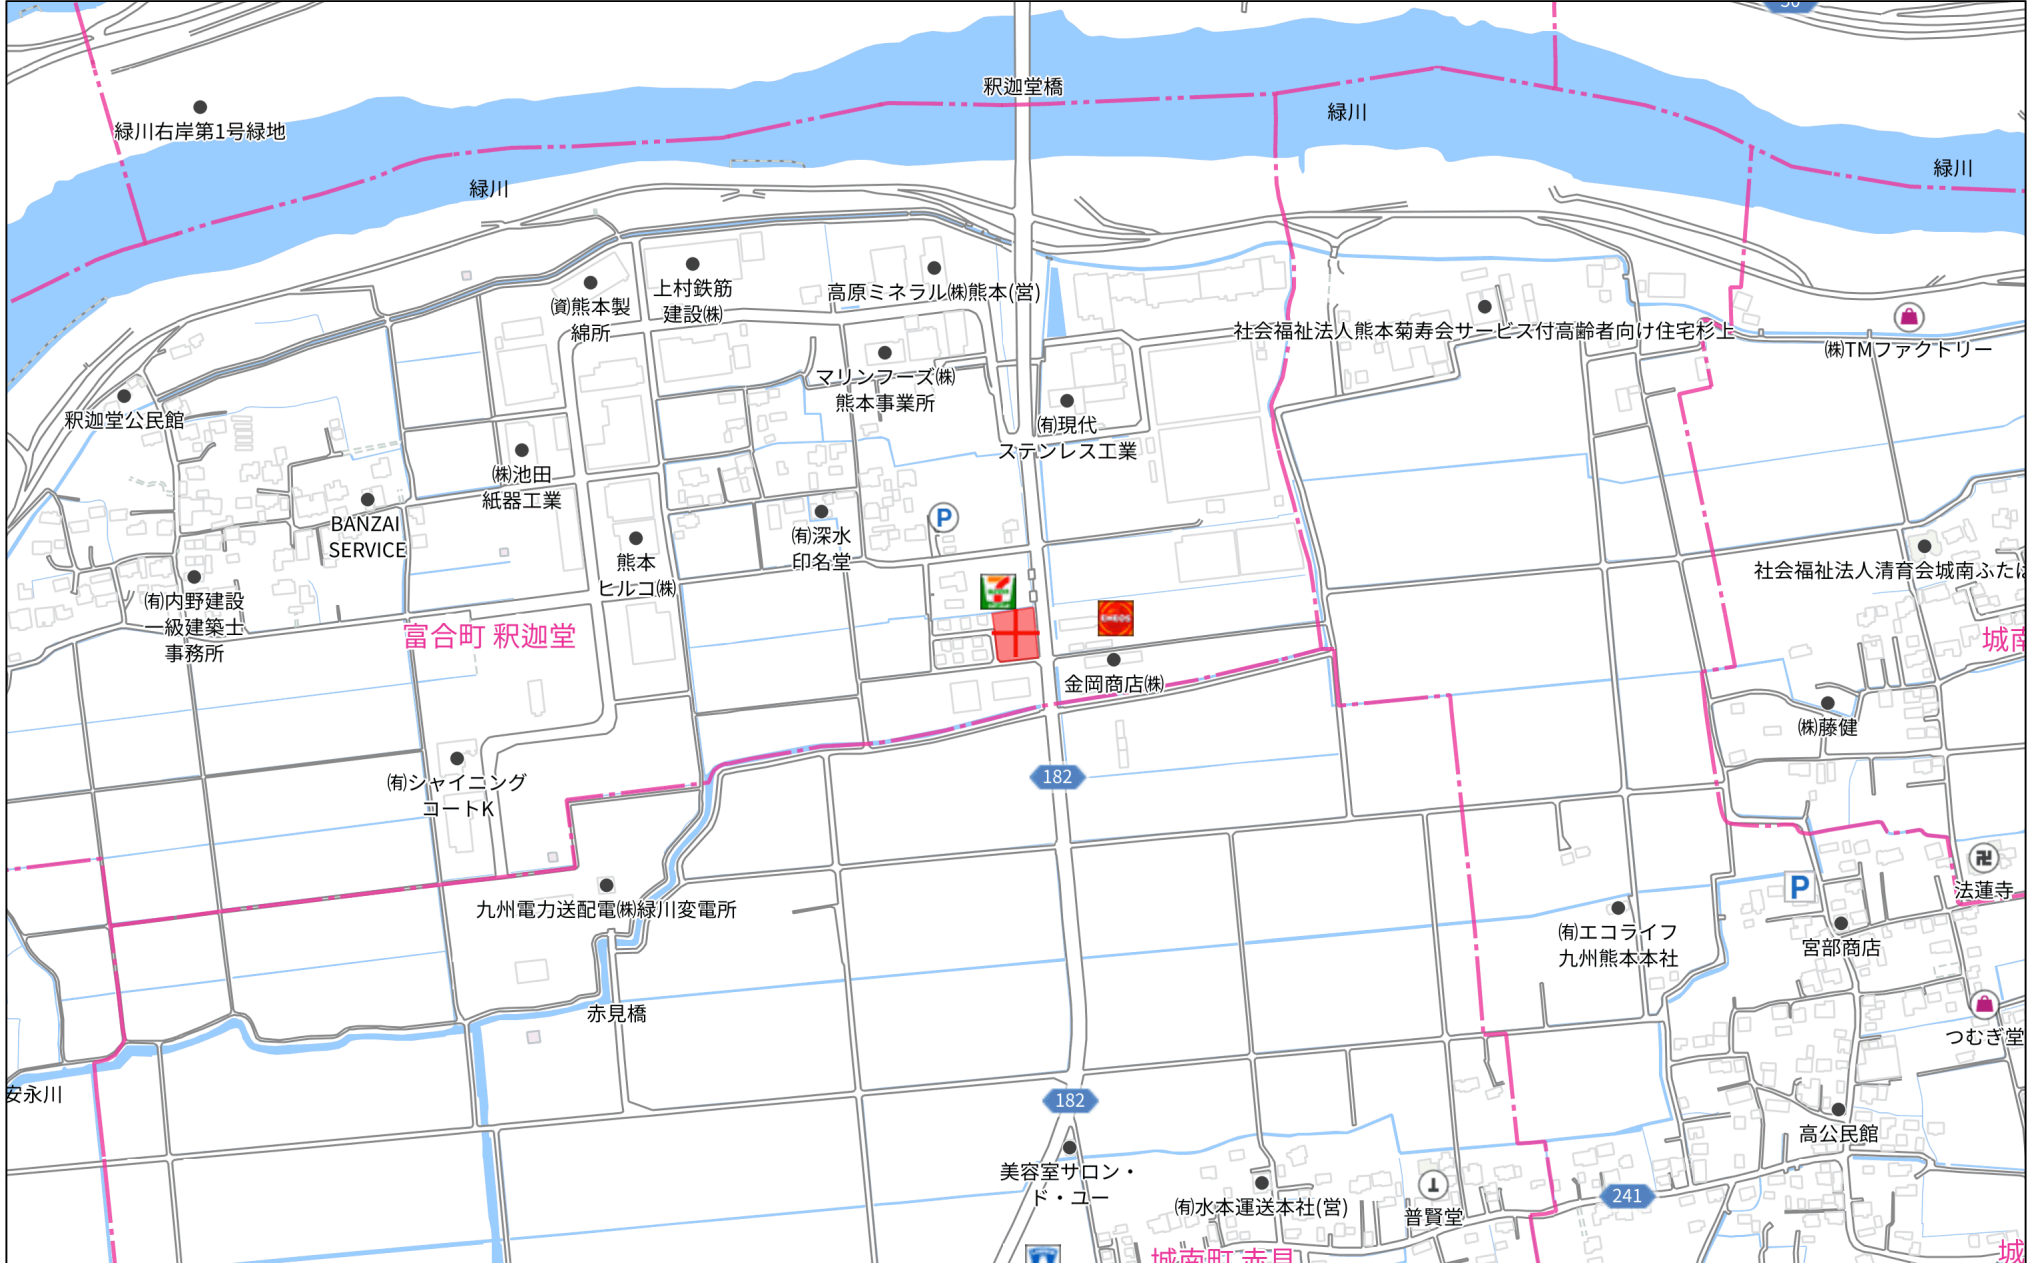 釈迦堂橋
緑川
緑川右岸第1号緑地
緑川
緑川
㈾熊本製
綿所
上村鉄筋
建設㈱
高原ミネラル㈱熊本(営)
社会福祉法人熊本菊寿会サービス付高齢者向け住宅杉上
㈱TMファクトリー
マリンフーズ㈱
熊本事業所
釈迦堂公民館
㈲現代
ステンレス工業
㈱池田
紙器工業
BANZAI
SERVICE
P
㈲深水
印名堂
熊本
ヒルコ㈱
社会福祉法人清育会城南ふたば
㈲内野建設
一級建築士
事務所
ENEOS
富合町 釈迦堂
城南
金岡商店㈱
㈱藤健
182
㈲シャイニング
コートK
P
法蓮寺
九州電力送配電㈱緑川変電所
㈲エコライフ
九州熊本本社
宮部商店
赤見橋
つむぎ堂
安永川
182
高公民館
美容室サロン・
ド・ユー
㈲水本運送本社(営)
241
普賢堂
城南町 赤見
城